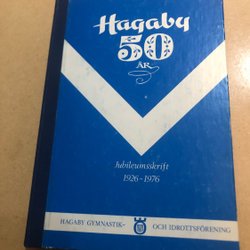 Hagaby
50
ÅR
Jubileumsskrift
1926-1976
HAGABY GYMNASTIK- OCH IDROTTSFÖRENING